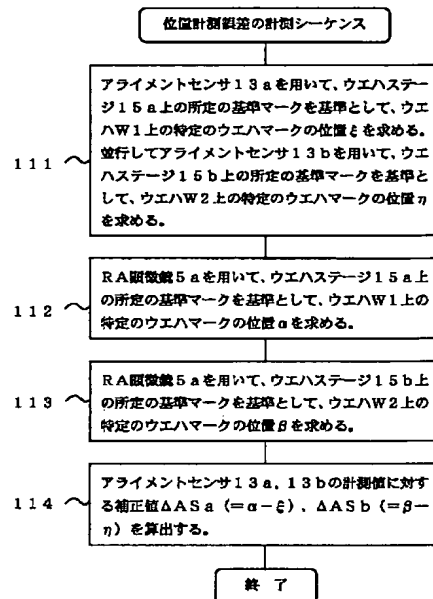 位置計測誤差の計測シーケンス
111
アライメントセンサ13aを用いて、ウエハステー
ジ15a上の所定の基準マークを基準として、ウエ
ハW1上の特定のウエハマークの位置ξを求める。
並行してアライメントセンサ13bを用いて、ウエ
ハステージ15b上の所定の基準マークを基準と
して、ウエハW2上の特定のウエハマークの位置η
を求める。
112
RA顕微鏡5aを用いて、ウエハステージ15a上
の所定の基準マークを基準として、ウエハW1上の
特定のウエハマークの位置αを求める。
113
RA顕微鏡5aを用いて、ウエハステージ15b上
の所定の基準マークを基準として、ウエハW2上の
特定のウエハマークの位置βを求める。
114
アライメントセンサ13a,13bの計測値に対す
る補正値ΔASa(=α-ξ)、ΔASb(=β-
η)を算出する。
終 了